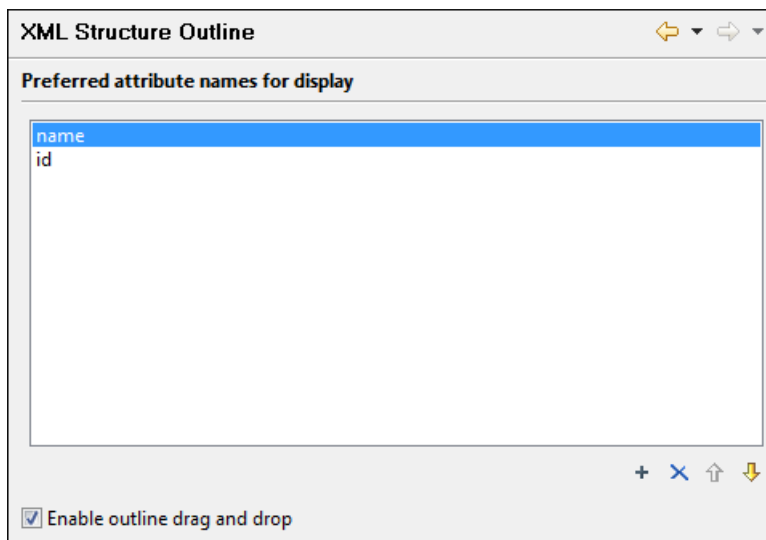 XML Structure Outline
Preferred attribute names for display
name
id
Enable outline drag and drop